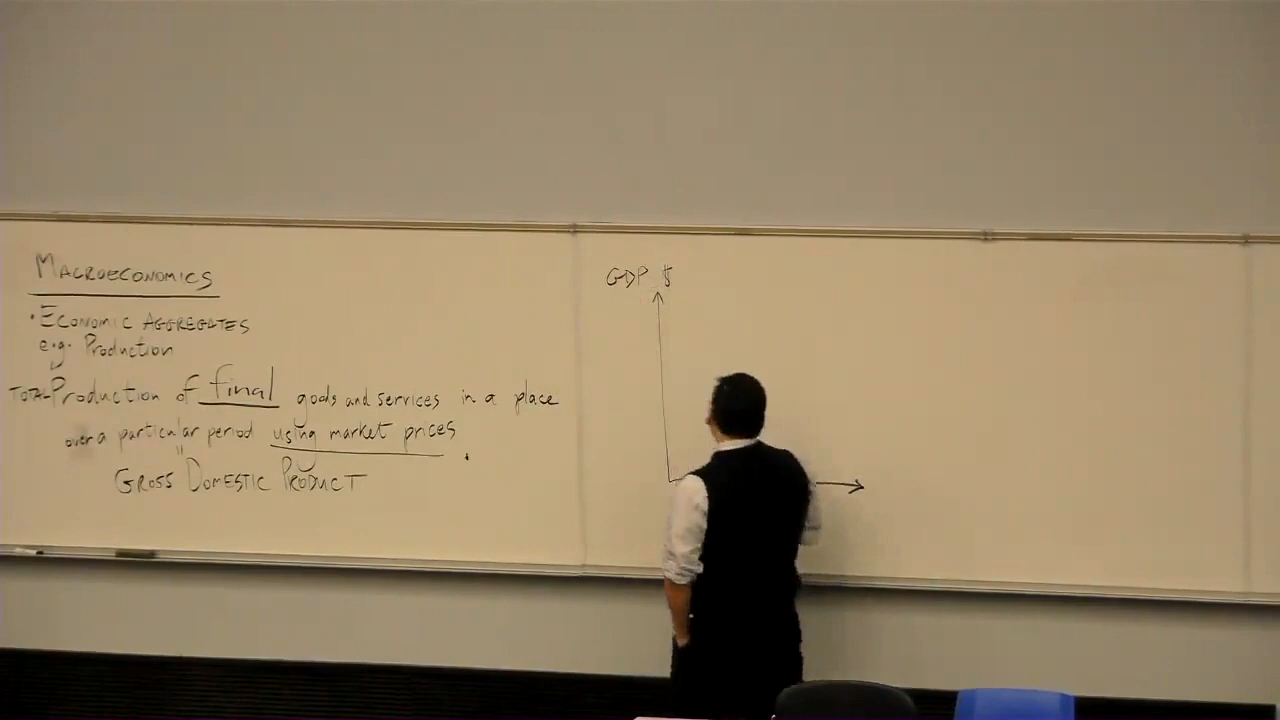 MACROECONOMICS
• ECONOMIC AGGREGATES
e.g. Production
TOTAL Production of final goods and services in a place
over a particular period using market prices.
"
GROSS DOMESTIC PRODUCT
GDP $